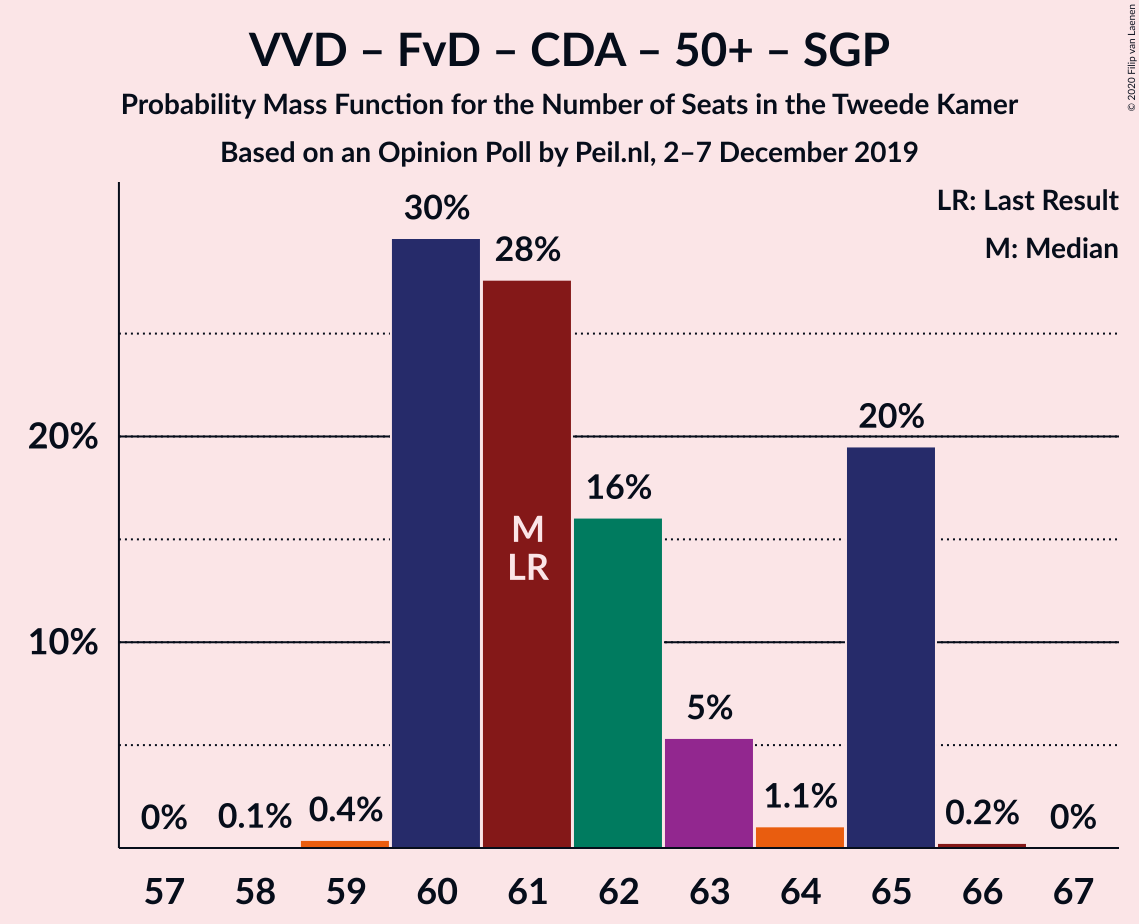 VVD – FvD – CDA – 50+ – SGP
Probability Mass Function for the Number of Seats in the Tweede Kamer
Based on an Opinion Poll by Peil.nl, 2–7 December 2019
© 2020 Filip van Laenen
LR: Last Result
M: Median
30%
28%
20%
20%
16%
M
LR
10%
5%
1.1%
0% 0.1% 0.4% 0.2% 0%
57 58 59 60 61 62 63 64 65 66 67